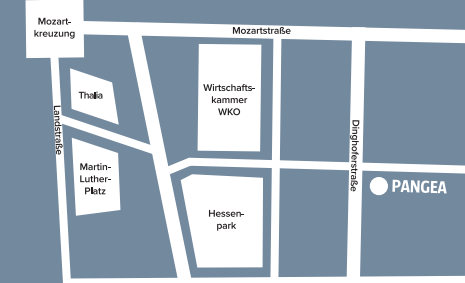 Mozart-
kreuzung
Mozartstraße
Thalia
Wirtschafts-
kammer
WKO
Landstraße
Dinghoferstraße
Martin-
Luther-
Platz
PANGEA
Hessen-
park